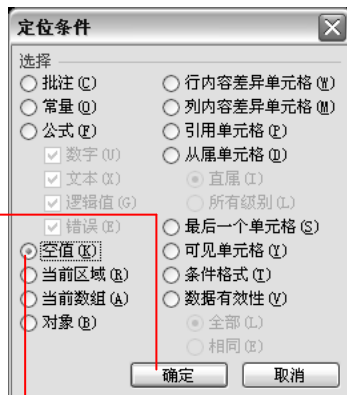 定位条件
选择
批注(C)
常量(O)
公式(F)
数字(U)
文本(X)
逻辑值(G)
错误(E)
空值(K)
当前区域(R)
当前数组(A)
对象(B)
行内容差异单元格(W)
列内容差异单元格(M)
引用单元格(P)
从属单元格(D)
直属(I)
所有级别(L)
最后一个单元格(S)
可见单元格(Y)
条件格式(T)
数据有效性(V)
全部(L)
相同(E)
确定
取消